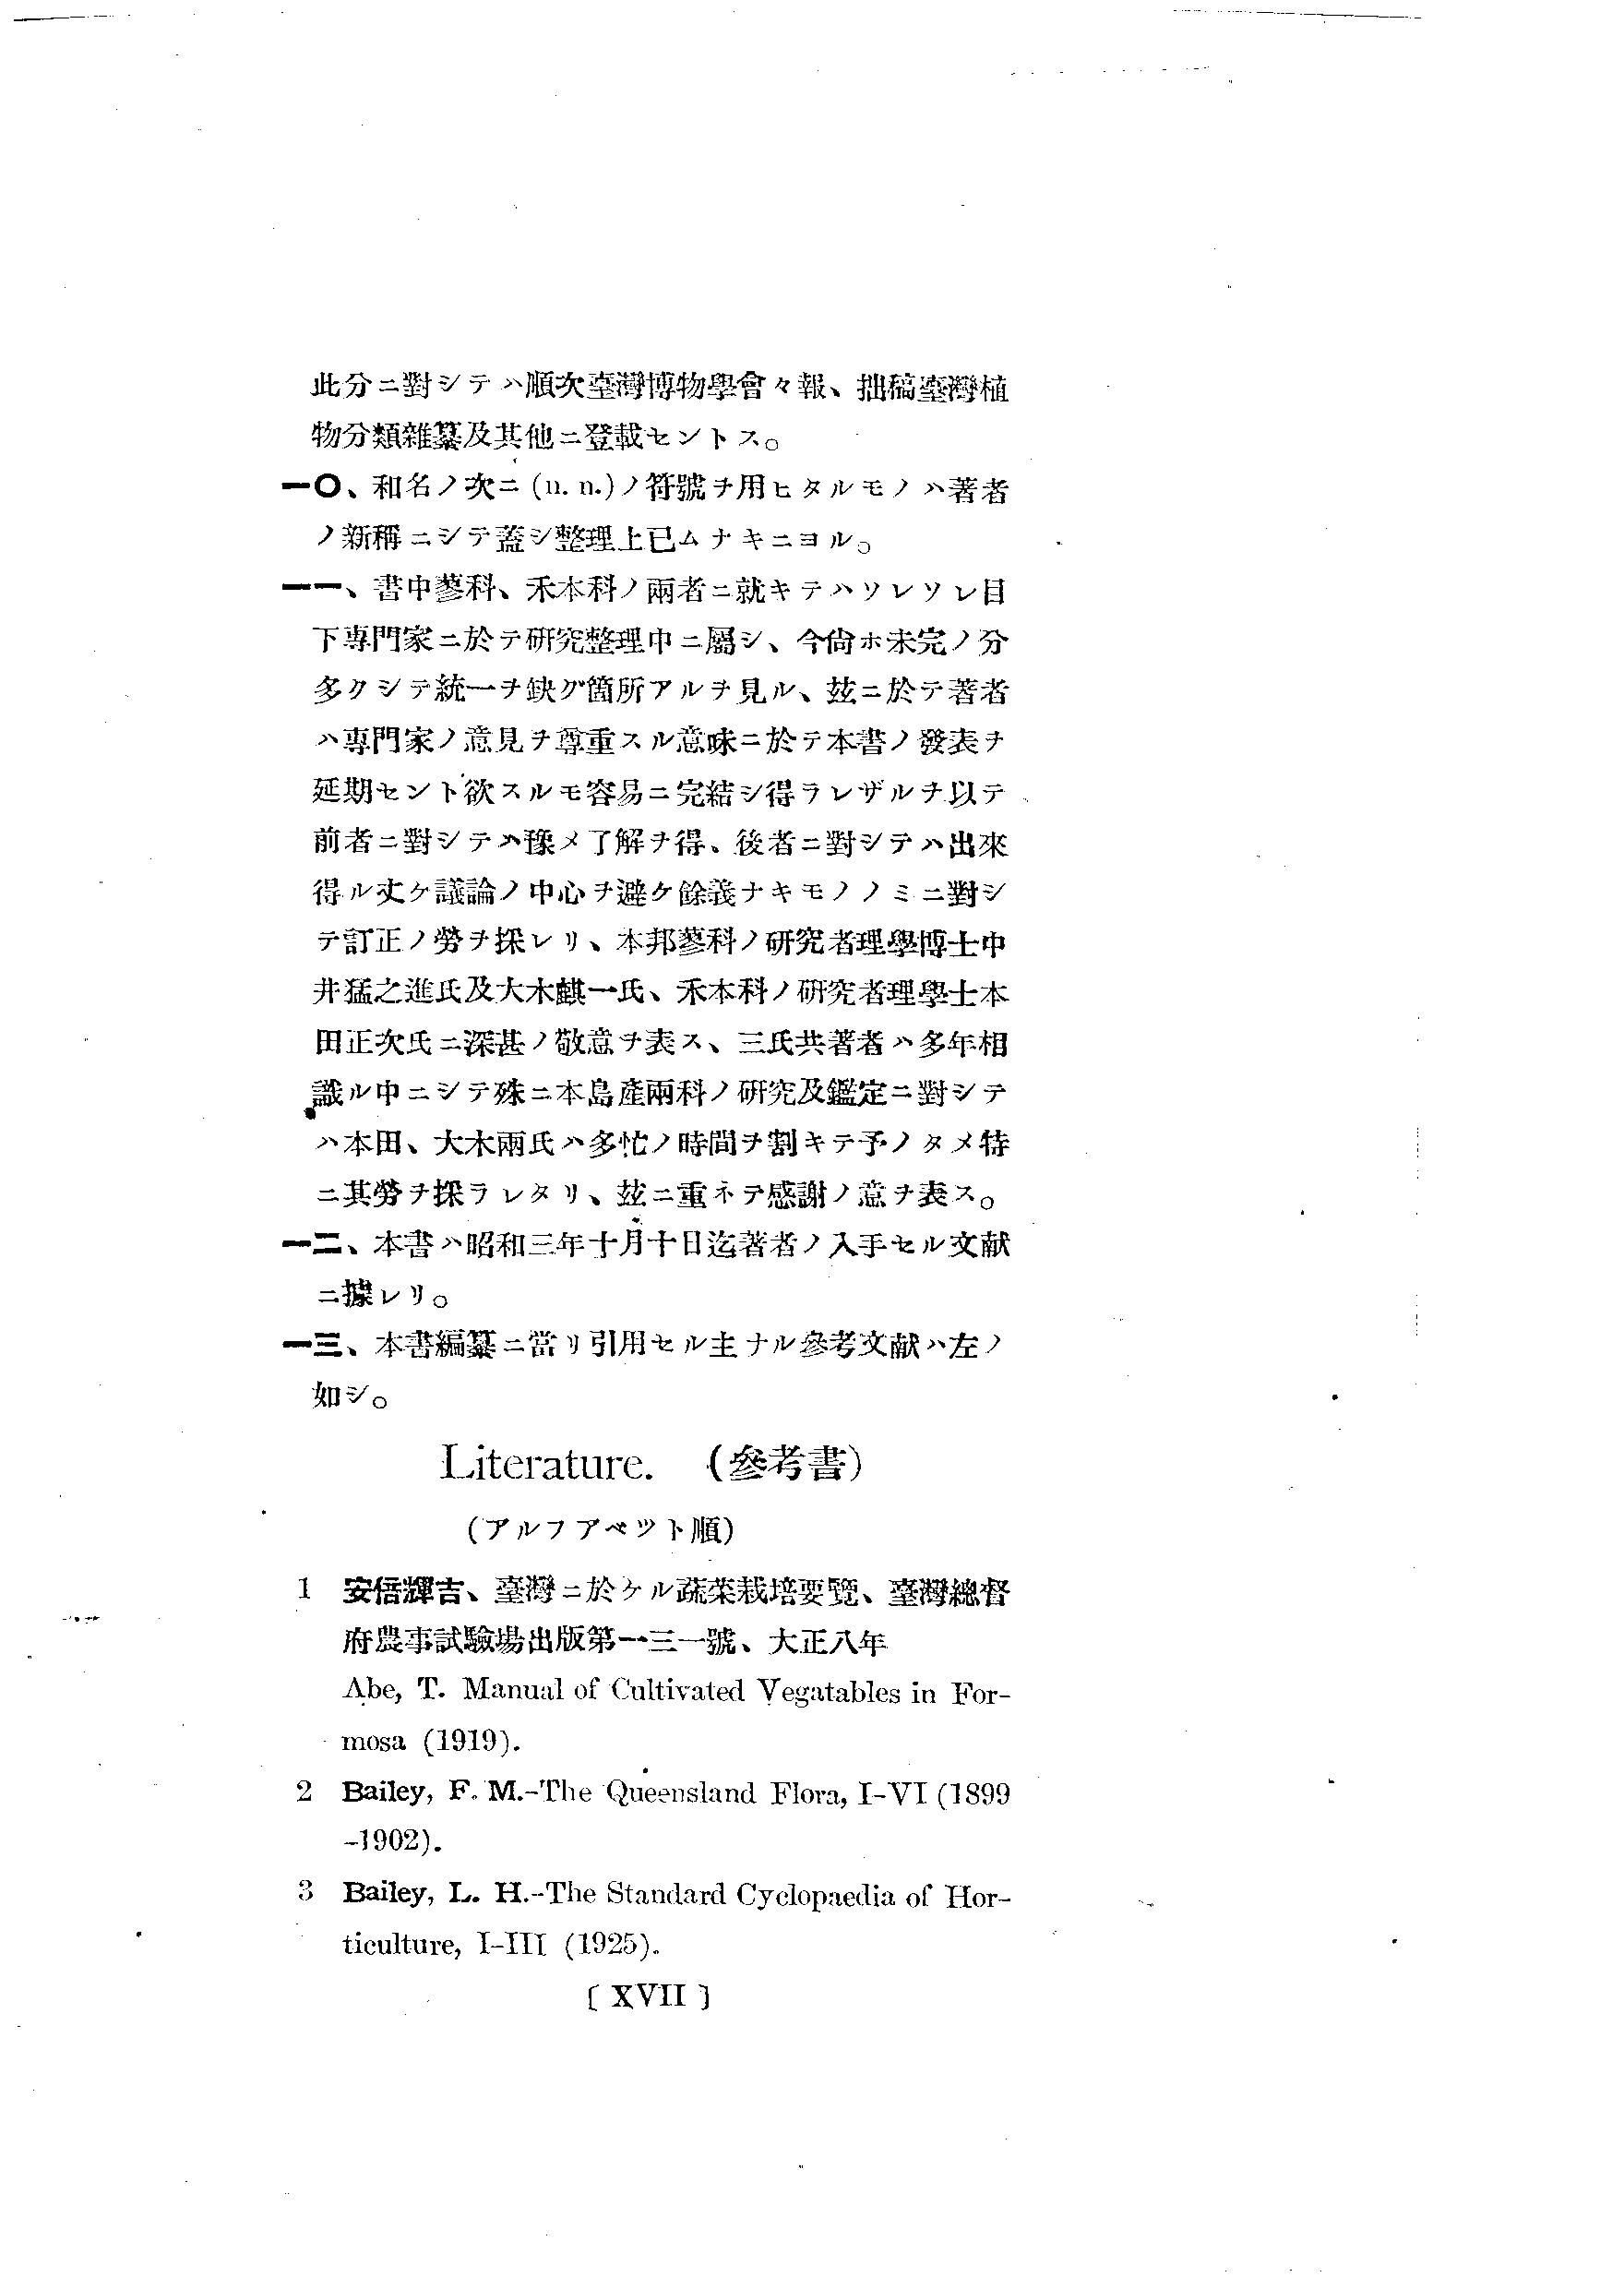 此分ニ對シテハ順次臺灣博物學會々報、拙稿臺灣植
物分類雜纂及其他ニ登載セントス。
一〇、和名ノ次ニ (n. n.) ノ符號ヲ用ヒタルモノハ著者
ノ新稱ニシテ蓋シ整理上已ムナキニヨル。
一一、書中蓼科、禾本科ノ兩者ニ就キテハソレソレ目
下專門家ニ於テ研究整理中ニ屬シ、今尙ホ未完ノ分
多クシテ統一ヲ缺グ箇所アルヲ見ル、玆ニ於テ著者
ハ專門家ノ意見ヲ尊重スル意味ニ於テ本書ノ發表ヲ
延期セント欲スルモ容易ニ完結シ得ラレザルヲ以テ
前者ニ對シテハ豫メ了解ヲ得、後者ニ對シテハ出來
得ル丈ケ議論ノ中心ヲ避ケ餘義ナキモノノミニ對シ
テ訂正ノ勞ヲ採レリ、本邦蓼科ノ研究者理學博士中
井猛之進氏及大木麒一氏、禾本科ノ研究者理學士本
田正次氏ニ深甚ノ敬意ヲ表ス、三氏共著者ハ多年相
識ル中ニシテ殊ニ本島產兩科ノ研究及鑑定ニ對シテ
ハ本田、大木兩氏ハ多忙ノ時間ヲ割キテ予ノタメ特
ニ其勞ヲ採ラレタリ、玆ニ重ネテ感謝ノ意ヲ表ス。
一二、本書ハ昭和三年十月十日迄著者ノ入手セル文献
ニ據レリ。
一三、本書編纂ニ當リ引用セル主ナル參考文献ハ左ノ
如シ。
Literature. (參考書)
(アルフアベツト順)
1 安倍輝吉、臺灣ニ於ケル蔬菜栽培要覽、臺灣總督
府農事試驗場出版第一三一號、大正八年
Abe, T. Manual of Cultivated Vegatables in For-
mosa (1919).
2 Bailey, F. M.-The Queensland Flora, I-VI (1899
-1902).
3 Bailey, L. H.-The Standard Cyclopaedia of Hor-
ticulture, I-III (1925).
[ XVII ]